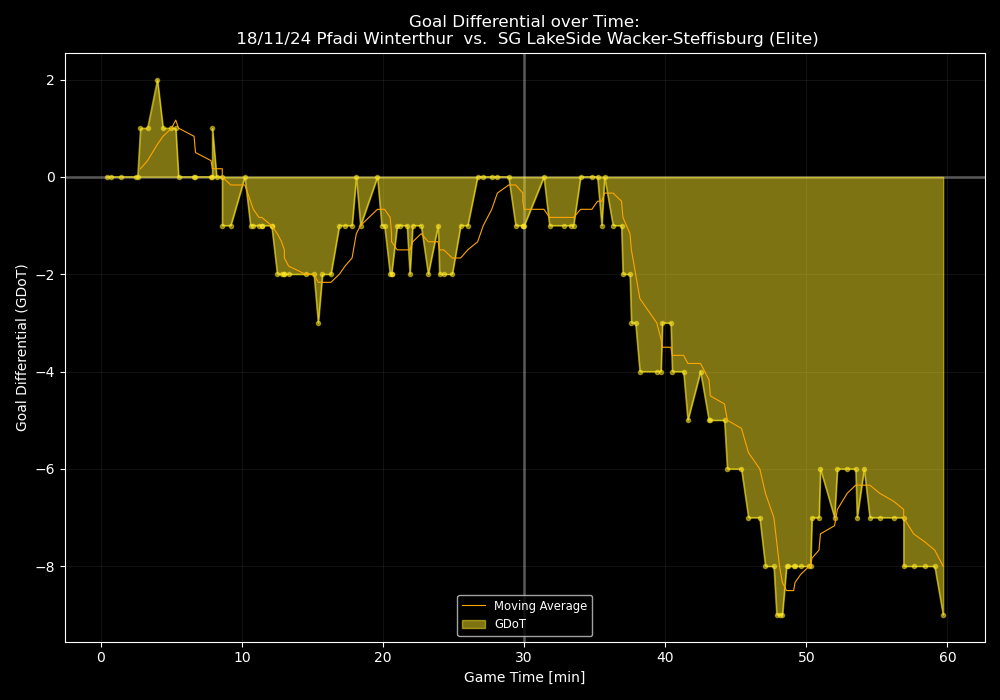 Goal Differential over Time:
18/11/24 Pfadi Winterthur  vs.  SG LakeSide Wacker-Steffisburg (Elite)
Goal Differential (GDoT)
2
0
−2
−4
−6
−8
Moving Average
GDoT
0 10 20 30 40 50 60
Game Time [min]